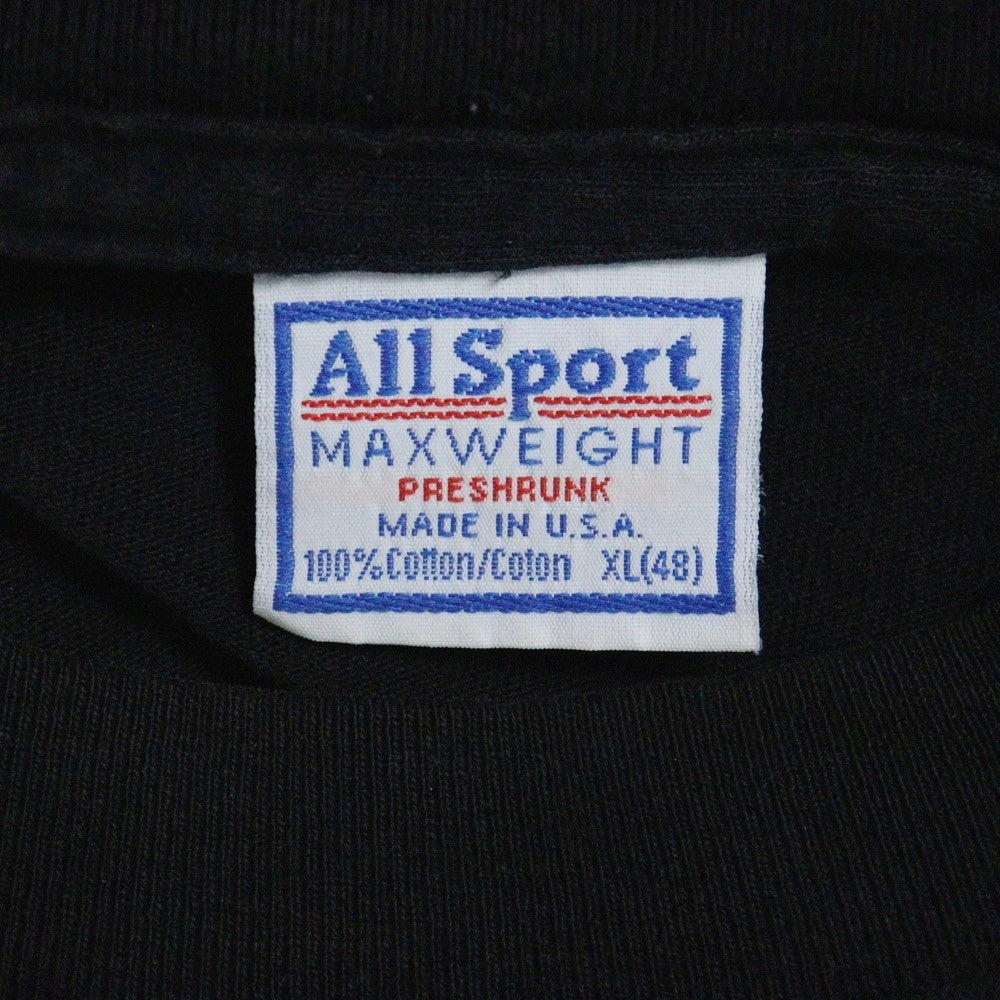 All Sport
MAXWEIGHT
PRESHRUNK
MADE IN U.S.A.
100% Cotton/Coton XL(48)